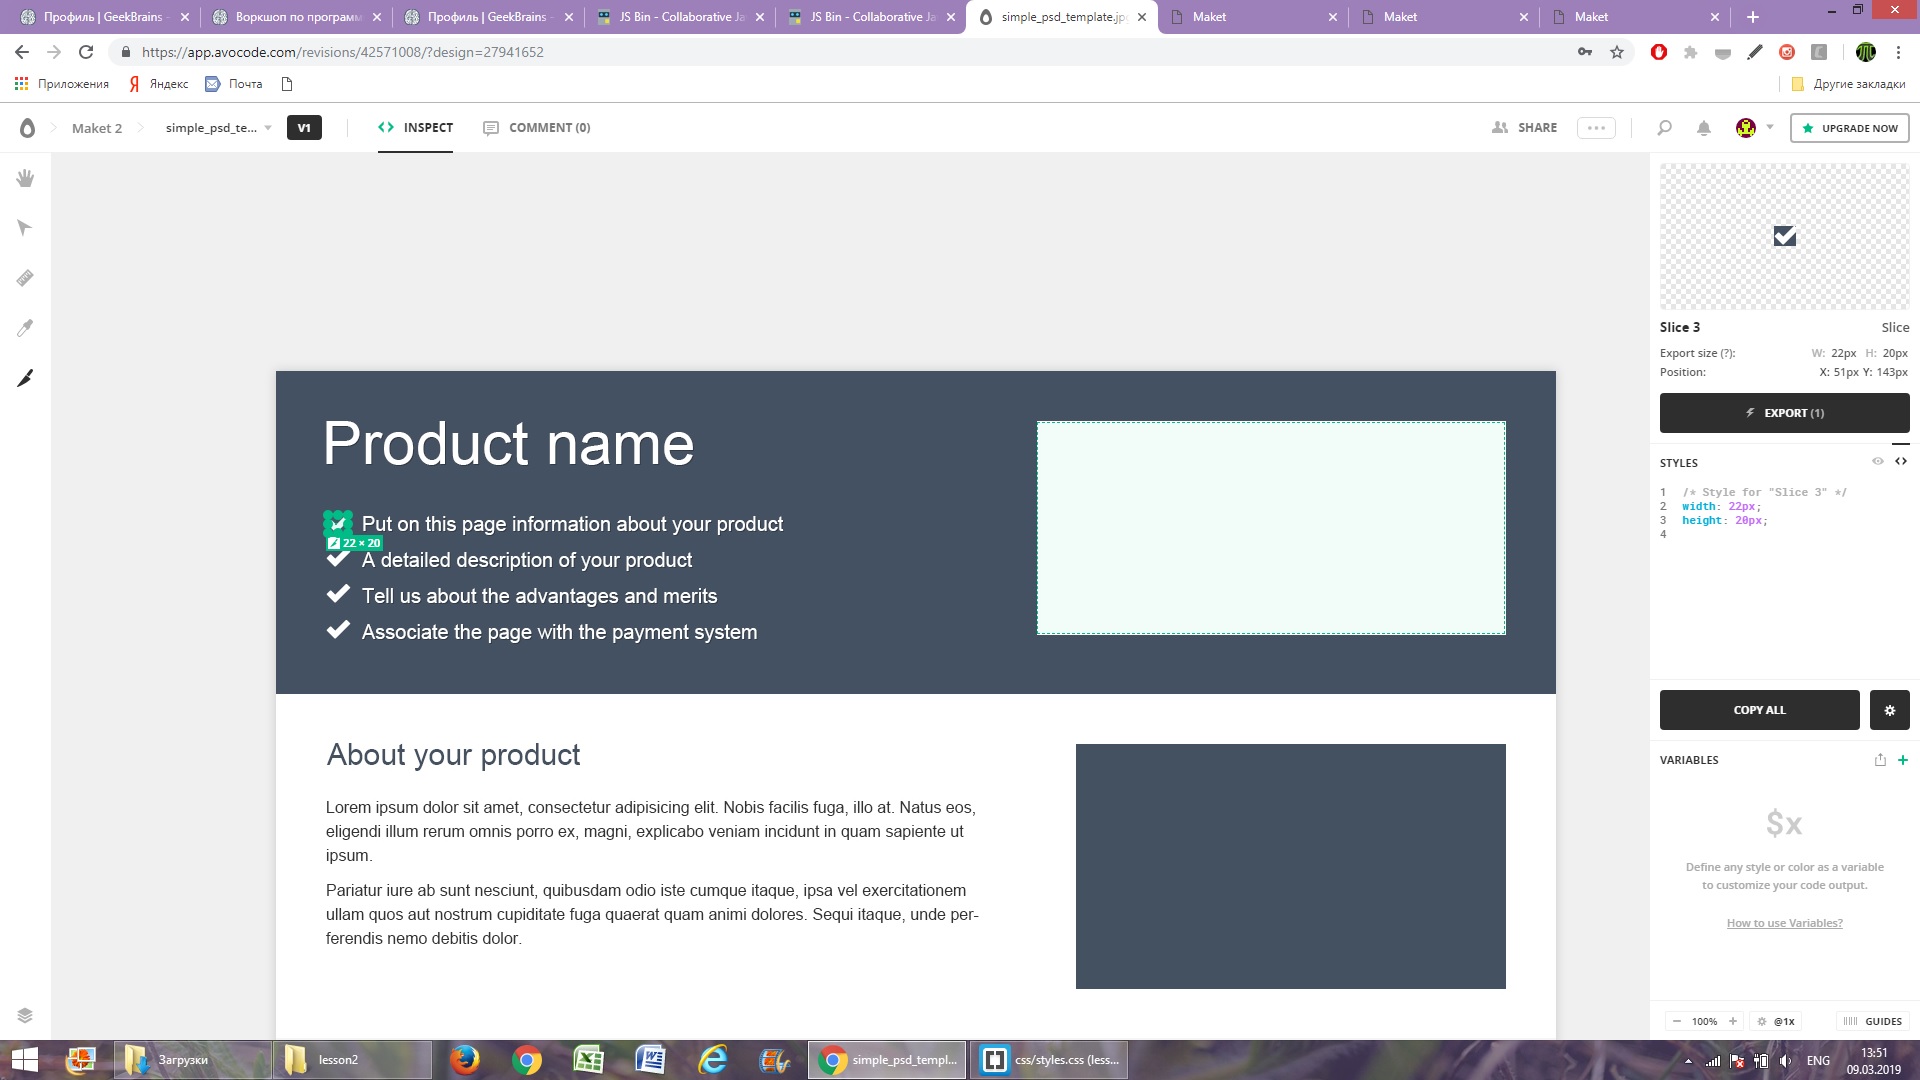 Профиль | GeekBrains -
Воркшоп по программ
Профиль | GeekBrains -
JS Bin - Collaborative Ja
JS Bin - Collaborative Ja
simple_psd_template.jpg
Maket
Maket
Maket
https://app.avocode.com/revisions/42571008/?design=27941652
Приложения
Яндекс
Почта
Другие закладки
Maket 2
simple_psd_te...
V1
INSPECT
COMMENT (0)
SHARE
UPGRADE NOW
Slice 3
Slice
Export size (?):
W: 22px H: 20px
Position:
X: 51px Y: 143px
EXPORT (1)
STYLES
1 /* Style for "Slice 3" */
2 width: 22px;
3 height: 20px;
4
COPY ALL
VARIABLES
$x
Define any style or color as a variable
to customize your code output.
How to use Variables?
100%
@1x
GUIDES
Product name
Put on this page information about your product
22 × 20
A detailed description of your product
Tell us about the advantages and merits
Associate the page with the payment system
About your product
Lorem ipsum dolor sit amet, consectetur adipisicing elit. Nobis facilis fuga, illo at. Natus eos,
eligendi illum rerum omnis porro ex, magni, explicabo veniam incidunt in quam sapiente ut
ipsum.
Pariatur iure ab sunt nesciunt, quibusdam odio iste cumque itaque, ipsa vel exercitationem
ullam quos aut nostrum cupiditate fuga quaerat quam animi dolores. Sequi itaque, unde per-
ferendis nemo debitis dolor.
Загрузки
lesson2
simple_psd_templ...
css/styles.css (less...
ENG
13:51
09.03.2019